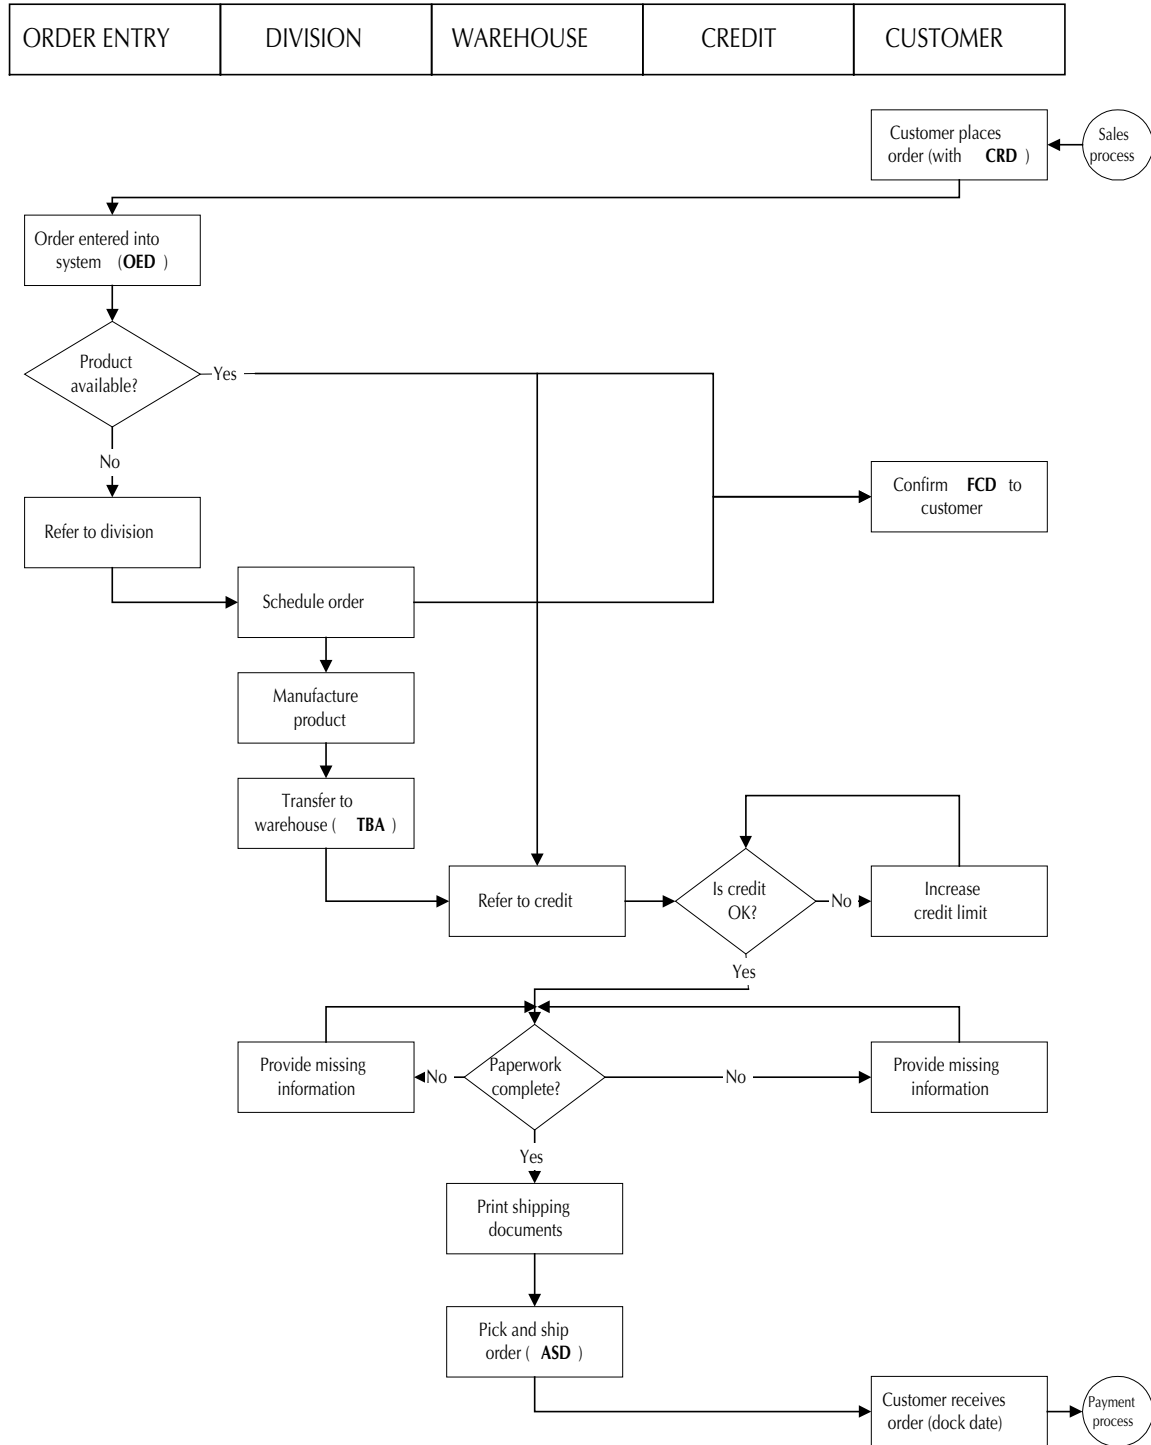 ORDER ENTRY
DIVISION
WAREHOUSE
CREDIT
CUSTOMER
Customer places
order (with CRD )
Sales
process
Order entered into
system (OED )
Product
available?
Yes
No
Confirm FCD to
customer
Refer to division
Schedule order
Manufacture
product
Transfer to
warehouse ( TBA )
Refer to credit
Is credit
OK?
No
Increase
credit limit
Yes
Provide missing
information
No
Paperwork
complete?
No
Provide missing
information
Yes
Print shipping
documents
Pick and ship
order ( ASD )
Customer receives
order (dock date)
Payment
process